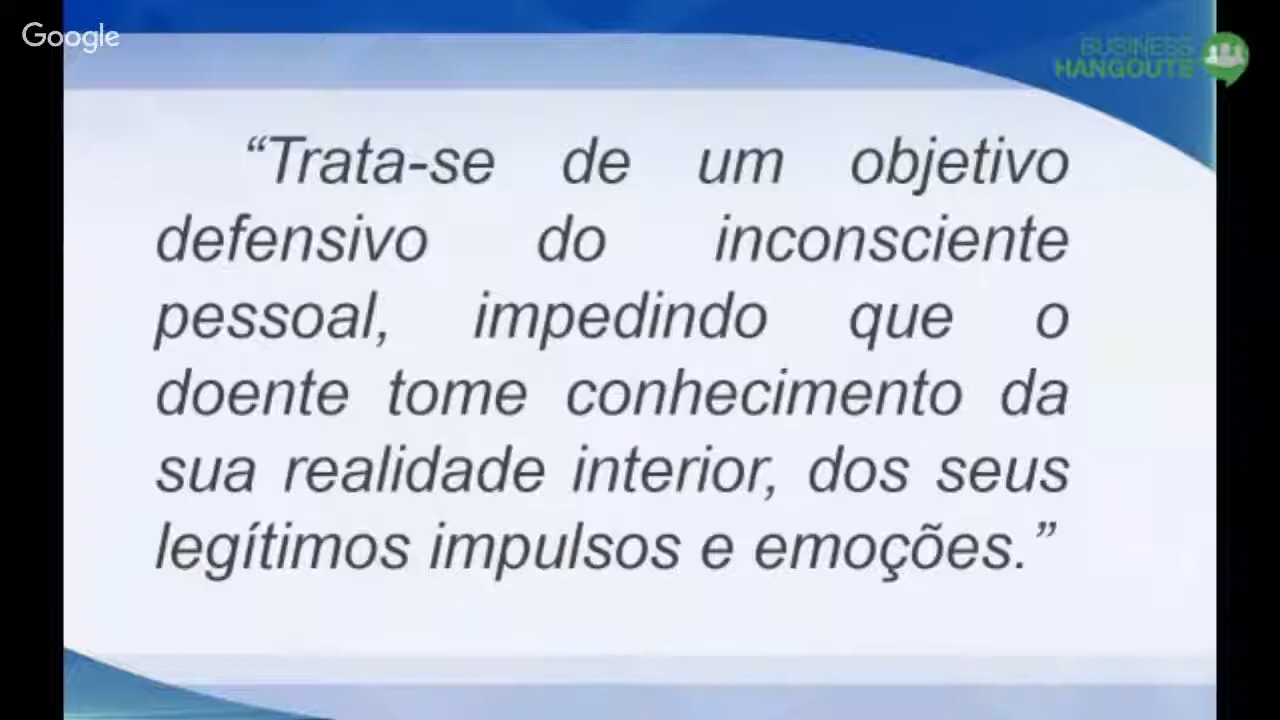 Google
BUSINESS
HANGOUTE
“Trata-se de um objetivo
defensivo do inconsciente
pessoal, impedindo que o
doente tome conhecimento da
sua realidade interior, dos seus
legítimos impulsos e emoções.”